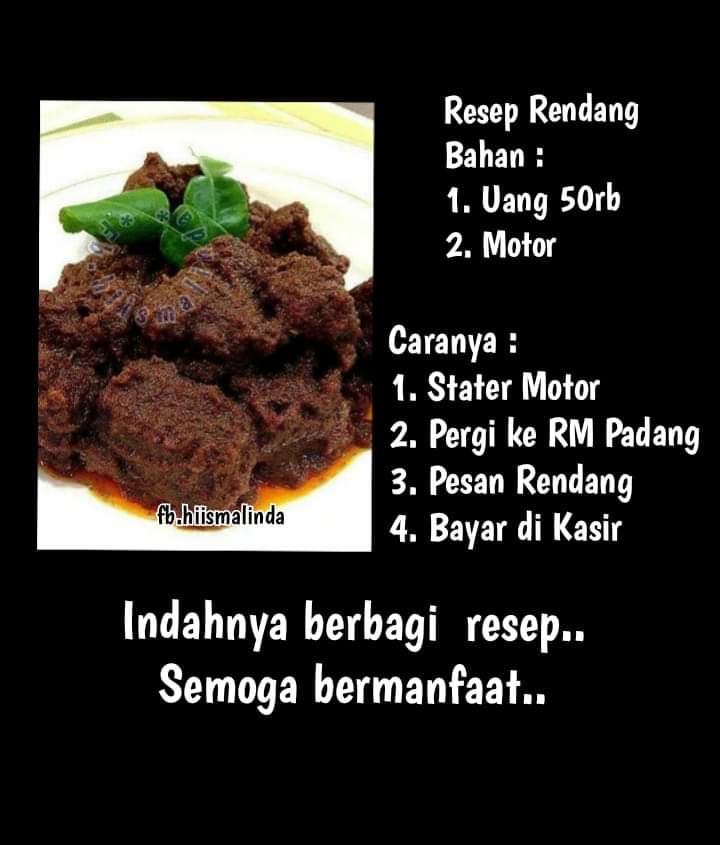 Resep Rendang
Bahan :
1. Uang 50rb
2. Motor
Caranya :
1. Stater Motor
2. Pergi ke RM Padang
3. Pesan Rendang
4. Bayar di Kasir
fb.hiismalinda
Indahnya berbagi resep..
Semoga bermanfaat..